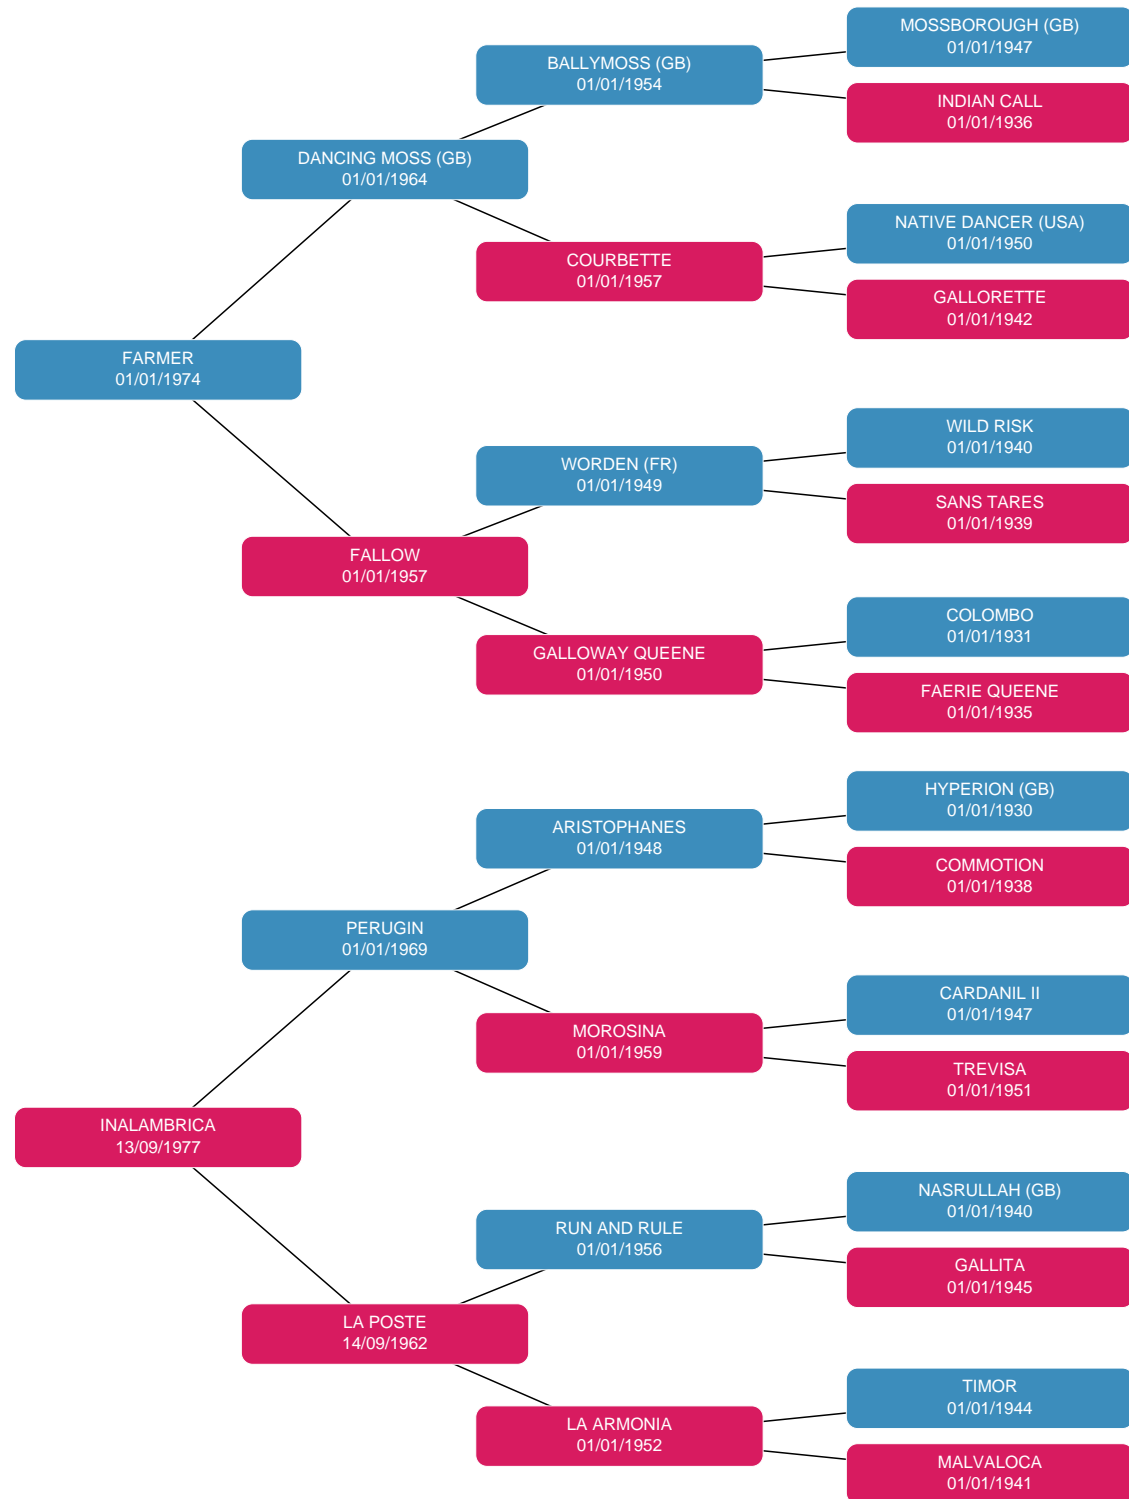 MOSSBOROUGH (GB)
01/01/1947
BALLYMOSS (GB)
01/01/1954
INDIAN CALL
01/01/1936
DANCING MOSS (GB)
01/01/1964
NATIVE DANCER (USA)
01/01/1950
COURBETTE
01/01/1957
GALLORETTE
01/01/1942
FARMER
01/01/1974
WILD RISK
01/01/1940
WORDEN (FR)
01/01/1949
SANS TARES
01/01/1939
FALLOW
01/01/1957
COLOMBO
01/01/1931
GALLOWAY QUEENE
01/01/1950
FAERIE QUEENE
01/01/1935
HYPERION (GB)
01/01/1930
ARISTOPHANES
01/01/1948
COMMOTION
01/01/1938
PERUGIN
01/01/1969
CARDANIL II
01/01/1947
MOROSINA
01/01/1959
TREVISA
01/01/1951
INALAMBRICA
13/09/1977
NASRULLAH (GB)
01/01/1940
RUN AND RULE
01/01/1956
GALLITA
01/01/1945
LA POSTE
14/09/1962
TIMOR
01/01/1944
LA ARMONIA
01/01/1952
MALVALOCA
01/01/1941